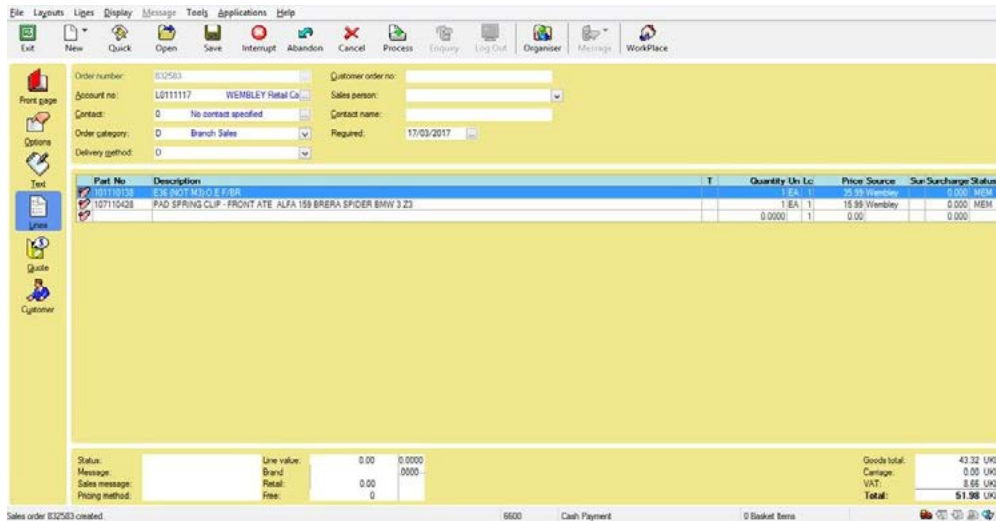 File Layouts Lines Display Message Tools Applications Help
Exit New Quick Open Save Interrupt Abandon Cancel Process Enquiry Log Out Organiser Message WorkPlace
Front page
Options
Text
Lines
Quote
Customer
Order number: 832583 Customer order no:
Account no: L0111117 WEMBLEY Retail Ca... Sales person:
Contact: 0 No contact specified Contact name:
Order category: D Branch Sales Required: 17/03/2017
Delivery method: 0
Part No Description T Quantity Un Lc Price Source Sur Surcharge Status
101110138 E36 (NOT M3) O.E F/BR 1 EA 1 35.99 Wembley 0.000 MEM
107110428 PAD SPRING CLIP - FRONT ATE ALFA 159 BRERA SPIDER BMW 3 Z3 1 EA 1 15.99 Wembley 0.000 MEM
0.0000 1 0.00 0.000
Status: Line value: 0.00 0.0000 Goods total: 43.32 UK
Message: Brand .0000 Carriage: 0.00 UK
Sales message: Retail: 0.00 VAT: 8.66 UK
Pricing method: Free: 0 Total: 51.98 UK
Sales order 832583 created. 6600 Cash Payment 0 Basket Items